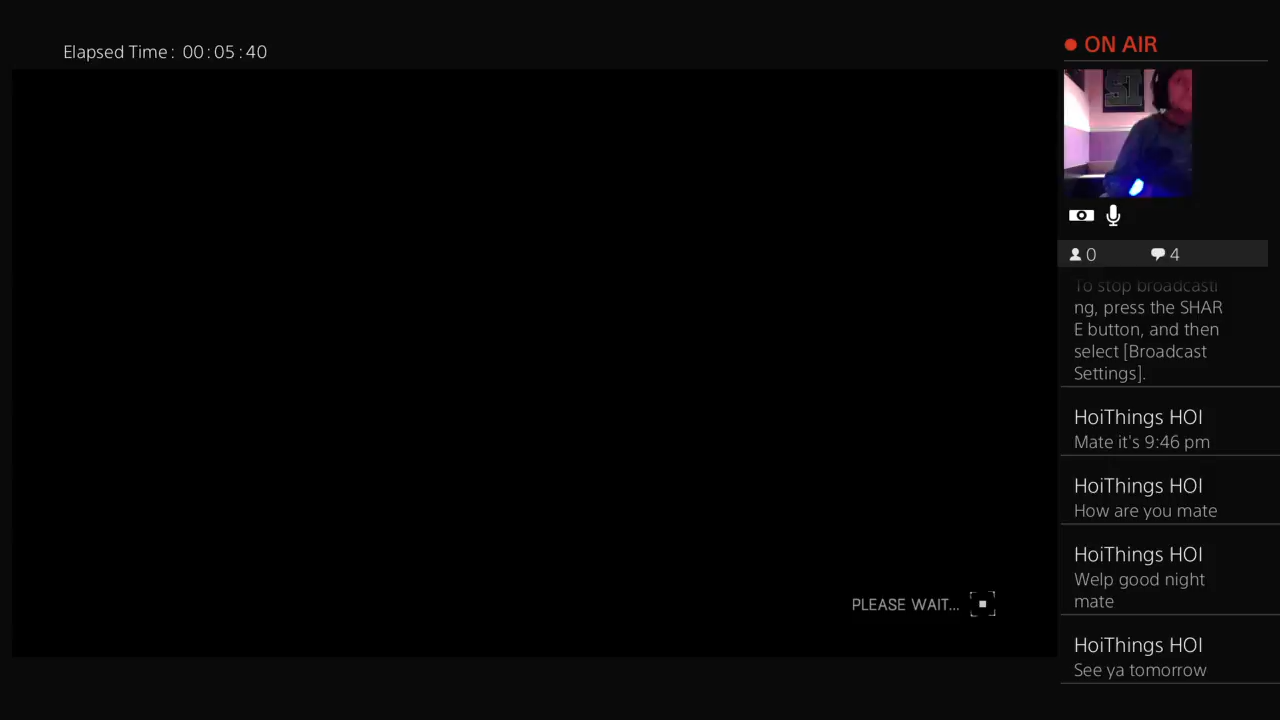 Elapsed Time: 00:05:40
ON AIR
0
4
To stop broadcasti
ng, press the SHAR
E button, and then
select [Broadcast
Settings].
HoiThings HOI
Mate it's 9:46 pm
HoiThings HOI
How are you mate
HoiThings HOI
Welp good night
mate
HoiThings HOI
See ya tomorrow
PLEASE WAIT...